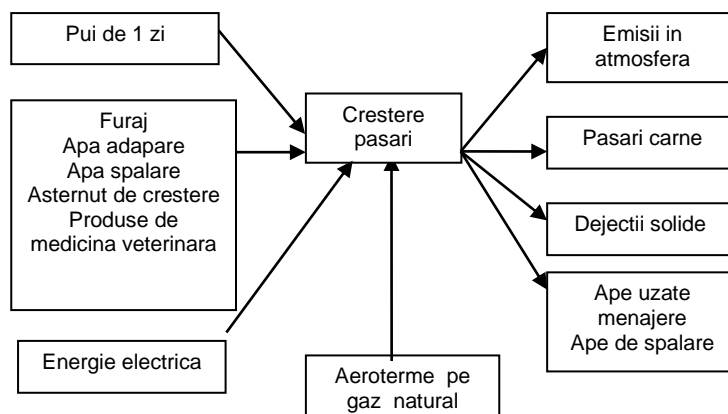 Pui de 1 zi
Furaj
Apa adapare
Apa spalare
Asternut de crestere
Produse de
medicina veterinara
Energie electrica
Crestere
pasari
Aeroterme pe
gaz natural
Emisii in
atmosfera
Pasari carne
Dejectii solide
Ape uzate
menajere
Ape de spalare